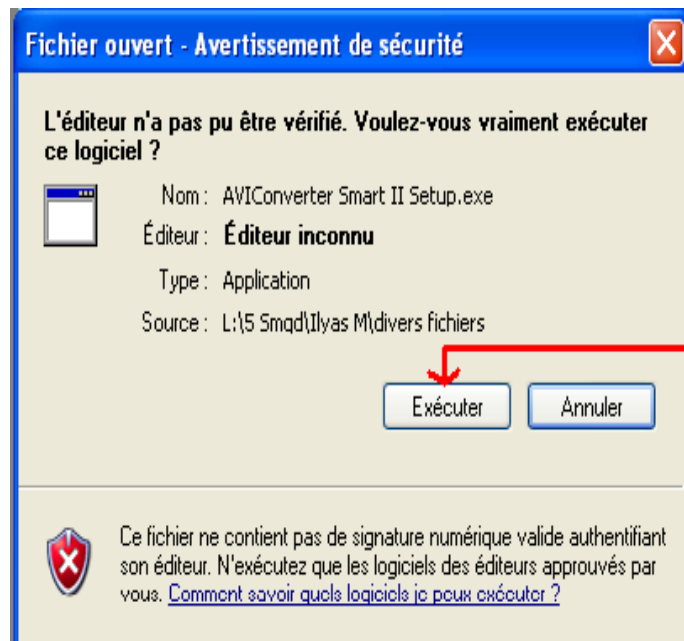 Fichier ouvert - Avertissement de sécurité
L'éditeur n'a pas pu être vérifié. Voulez-vous vraiment exécuter
ce logiciel ?
Nom : AVIConverter Smart II Setup.exe
Éditeur : Éditeur inconnu
Type : Application
Source : L:\5 Smqd\Ilyas M\divers fichiers
Exécuter Annuler
Ce fichier ne contient pas de signature numérique valide authentifiant
son éditeur. N'exécutez que les logiciels des éditeurs approuvés par
vous. Comment savoir quels logiciels je peux exécuter ?